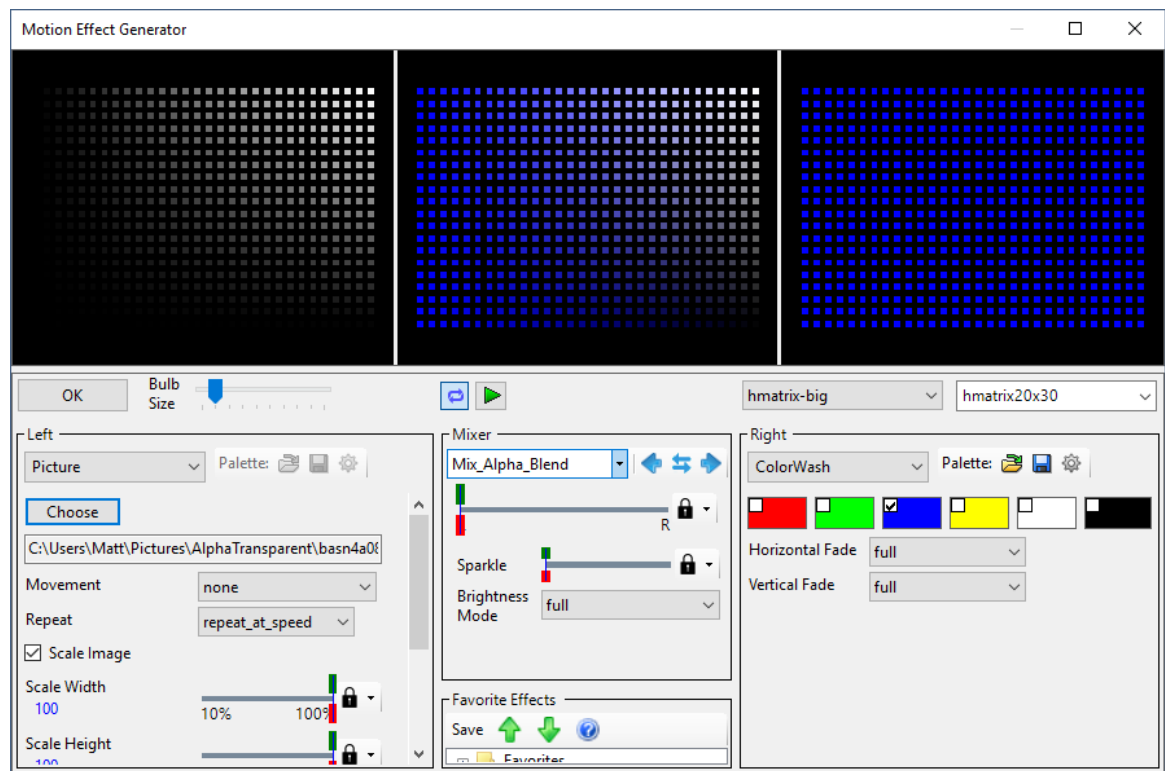 Motion Effect Generator
OK
Bulb Size
hmatrix-big
hmatrix20x30
Left
Picture
Palette:
Choose
C:\Users\Matt\Pictures\AlphaTransparent\basn4a08
Movement
none
Repeat
repeat_at_speed
Scale Image
Scale Width
100
10%
100%
Scale Height
100
Mixer
Mix_Alpha_Blend
R
Sparkle
Brightness Mode
full
Favorite Effects
Save
Favorites
Right
ColorWash
Palette:
Horizontal Fade
full
Vertical Fade
full